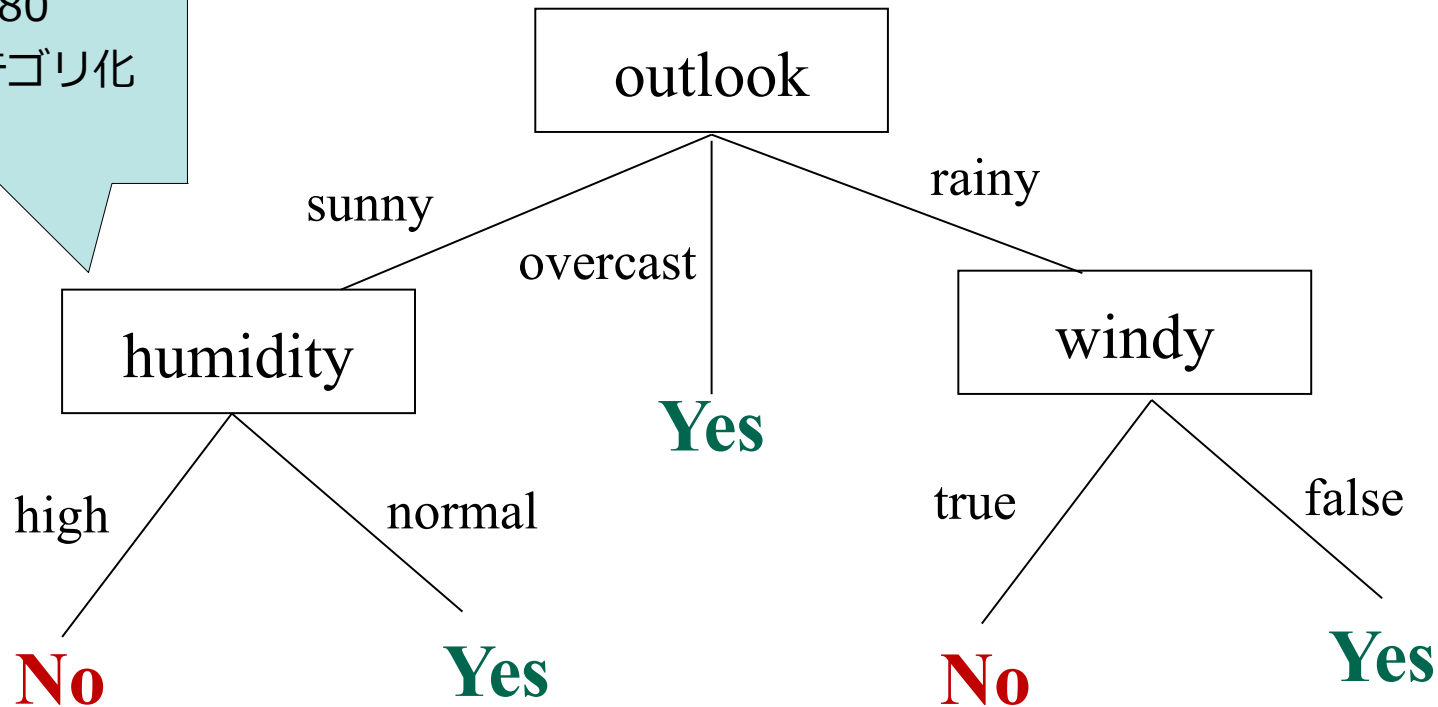 80
ゴリ化
outlook
sunny
overcast
rainy
humidity
windy
Yes
high
normal
true
false
No
Yes
No
Yes